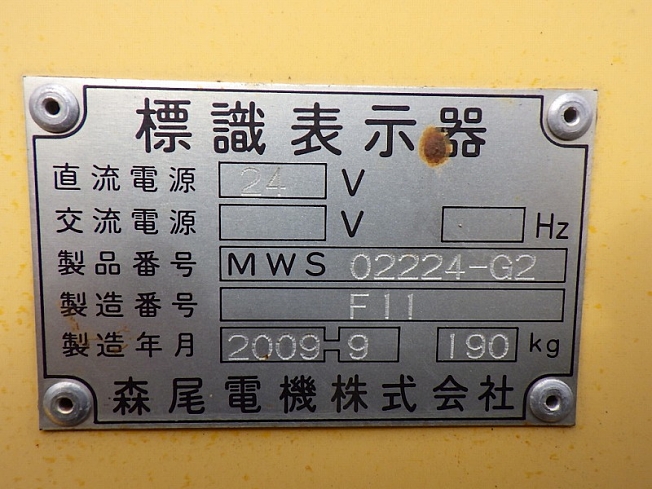 標識表示器
直流電源 24 V
交流電源 V Hz
製品番号 MWS 02224-G2
製造番号 F11
製造年月 2009-9 190 kg
森尾電機株式会社